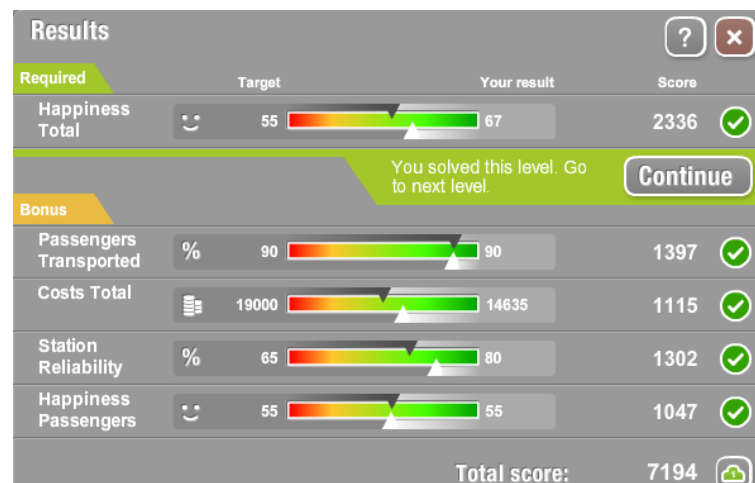 Results
?
Required Target Your result Score
Happiness Total 55 67 2336
You solved this level. Go
to next level.
Continue
Bonus
Passengers Transported % 90 90 1397
Costs Total 19000 14635 1115
Station Reliability % 65 80 1302
Happiness Passengers 55 55 1047
Total score: 7194